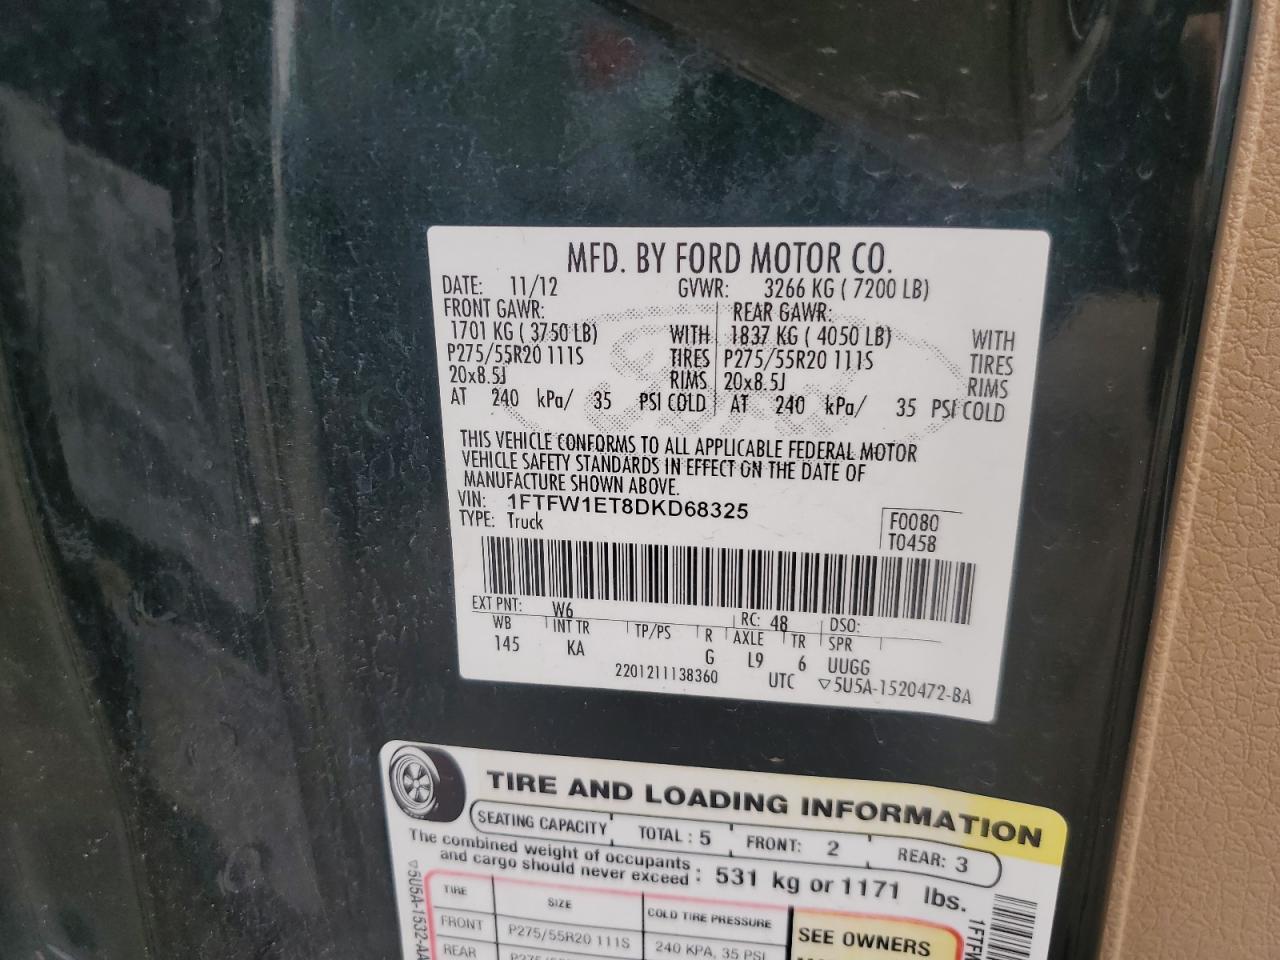 MFD. BY FORD MOTOR CO.
DATE: 11/12 GVWR: 3266 KG ( 7200 LB)
FRONT GAWR: REAR GAWR:
1701 KG ( 3750 LB) WITH 1837 KG ( 4050 LB) WITH
P275/55R20 111S TIRES P275/55R20 111S TIRES
20x8.5J RIMS 20x8.5J RIMS
AT 240 kPa/ 35 PSI COLD AT 240 kPa/ 35 PSI COLD
THIS VEHICLE CONFORMS TO ALL APPLICABLE FEDERAL MOTOR
VEHICLE SAFETY STANDARDS IN EFFECT ON THE DATE OF
MANUFACTURE SHOWN ABOVE.
VIN: 1FTFW1ET8DKD68325
TYPE: Truck
F0080
T0458
EXT PNT: W6 RC: 48 DSO:
WB INT TR TP/PS R AXLE TR SPR
145 KA G L9 6 UUGG
2201211138360 UTC ▽5U5A-1520472-BA
TIRE AND LOADING INFORMATION
SEATING CAPACITY TOTAL : 5 FRONT: 2 REAR: 3
The combined weight of occupants
and cargo should never exceed : 531 kg or 1171 lbs.
TIRE SIZE COLD TIRE PRESSURE
FRONT P275/55R20 111S 240 KPA, 35 PSI
REAR
SEE OWNERS
▽5U5A-1532-AA
1FTFW